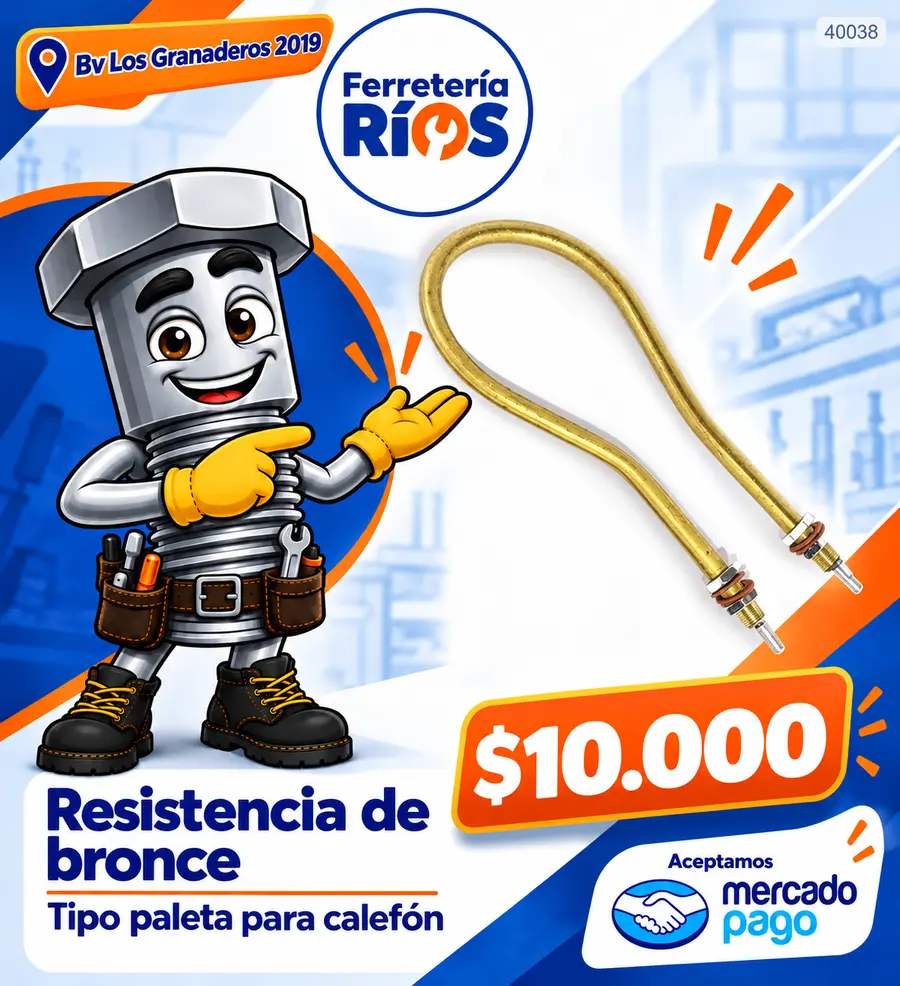 Bv Los Granaderos 2019
40038
Ferretería
RÍOS
$10.000
Resistencia de
bronce
Tipo paleta para calefón
Aceptamos
mercado
pago